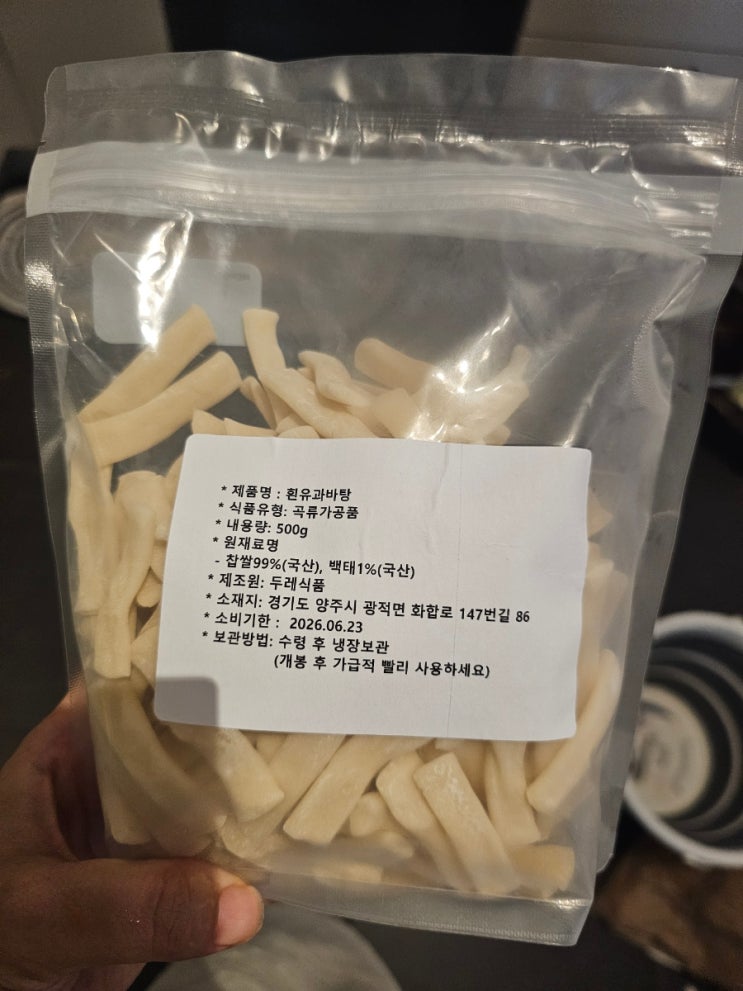 * 제품명 : 흰유과바탕
* 식품유형: 곡류가공품
* 내용량: 500g
* 원재료명
- 찹쌀99%(국산), 백태1%(국산)
* 제조원: 두레식품
* 소재지: 경기도 양주시 광적면 화합로 147번길 86
* 소비기한 : 2026.06.23
* 보관방법: 수령 후 냉장보관
(개봉 후 가급적 빨리 사용하세요)